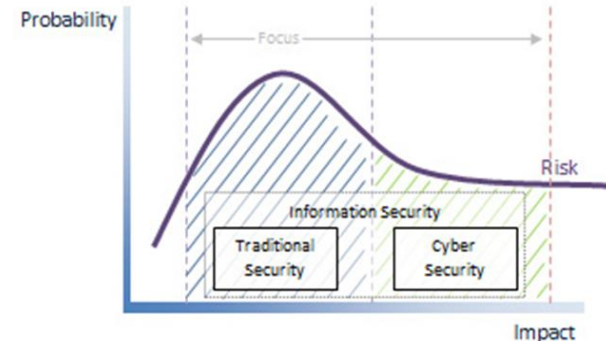 Probability
Focus
Risk
Information Security
Traditional
Security
Cyber
Security
Impact